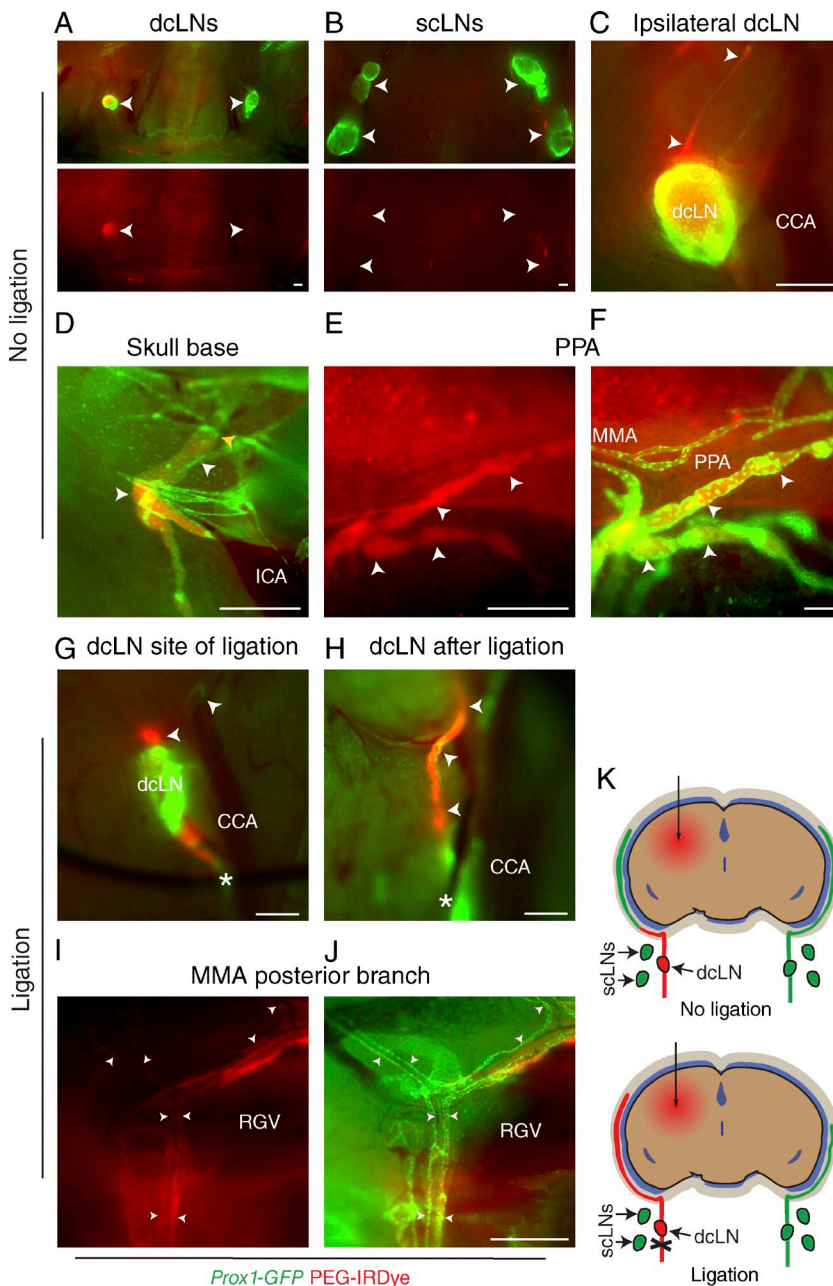 A dcLNs
B scLNs
C Ipsilateral dcLN
dcLN
CCA
No ligation
D Skull base
ICA
E PPA F
MMA
PPA
G dcLN site of ligation
dcLN
CCA
*
H dcLN after ligation
CCA
*
Ligation
I MMA posterior branch J
RGV
RGV
K
scLNs
dcLN
No ligation
scLNs
dcLN
Ligation
Prox1-GFP PEG-IRDye